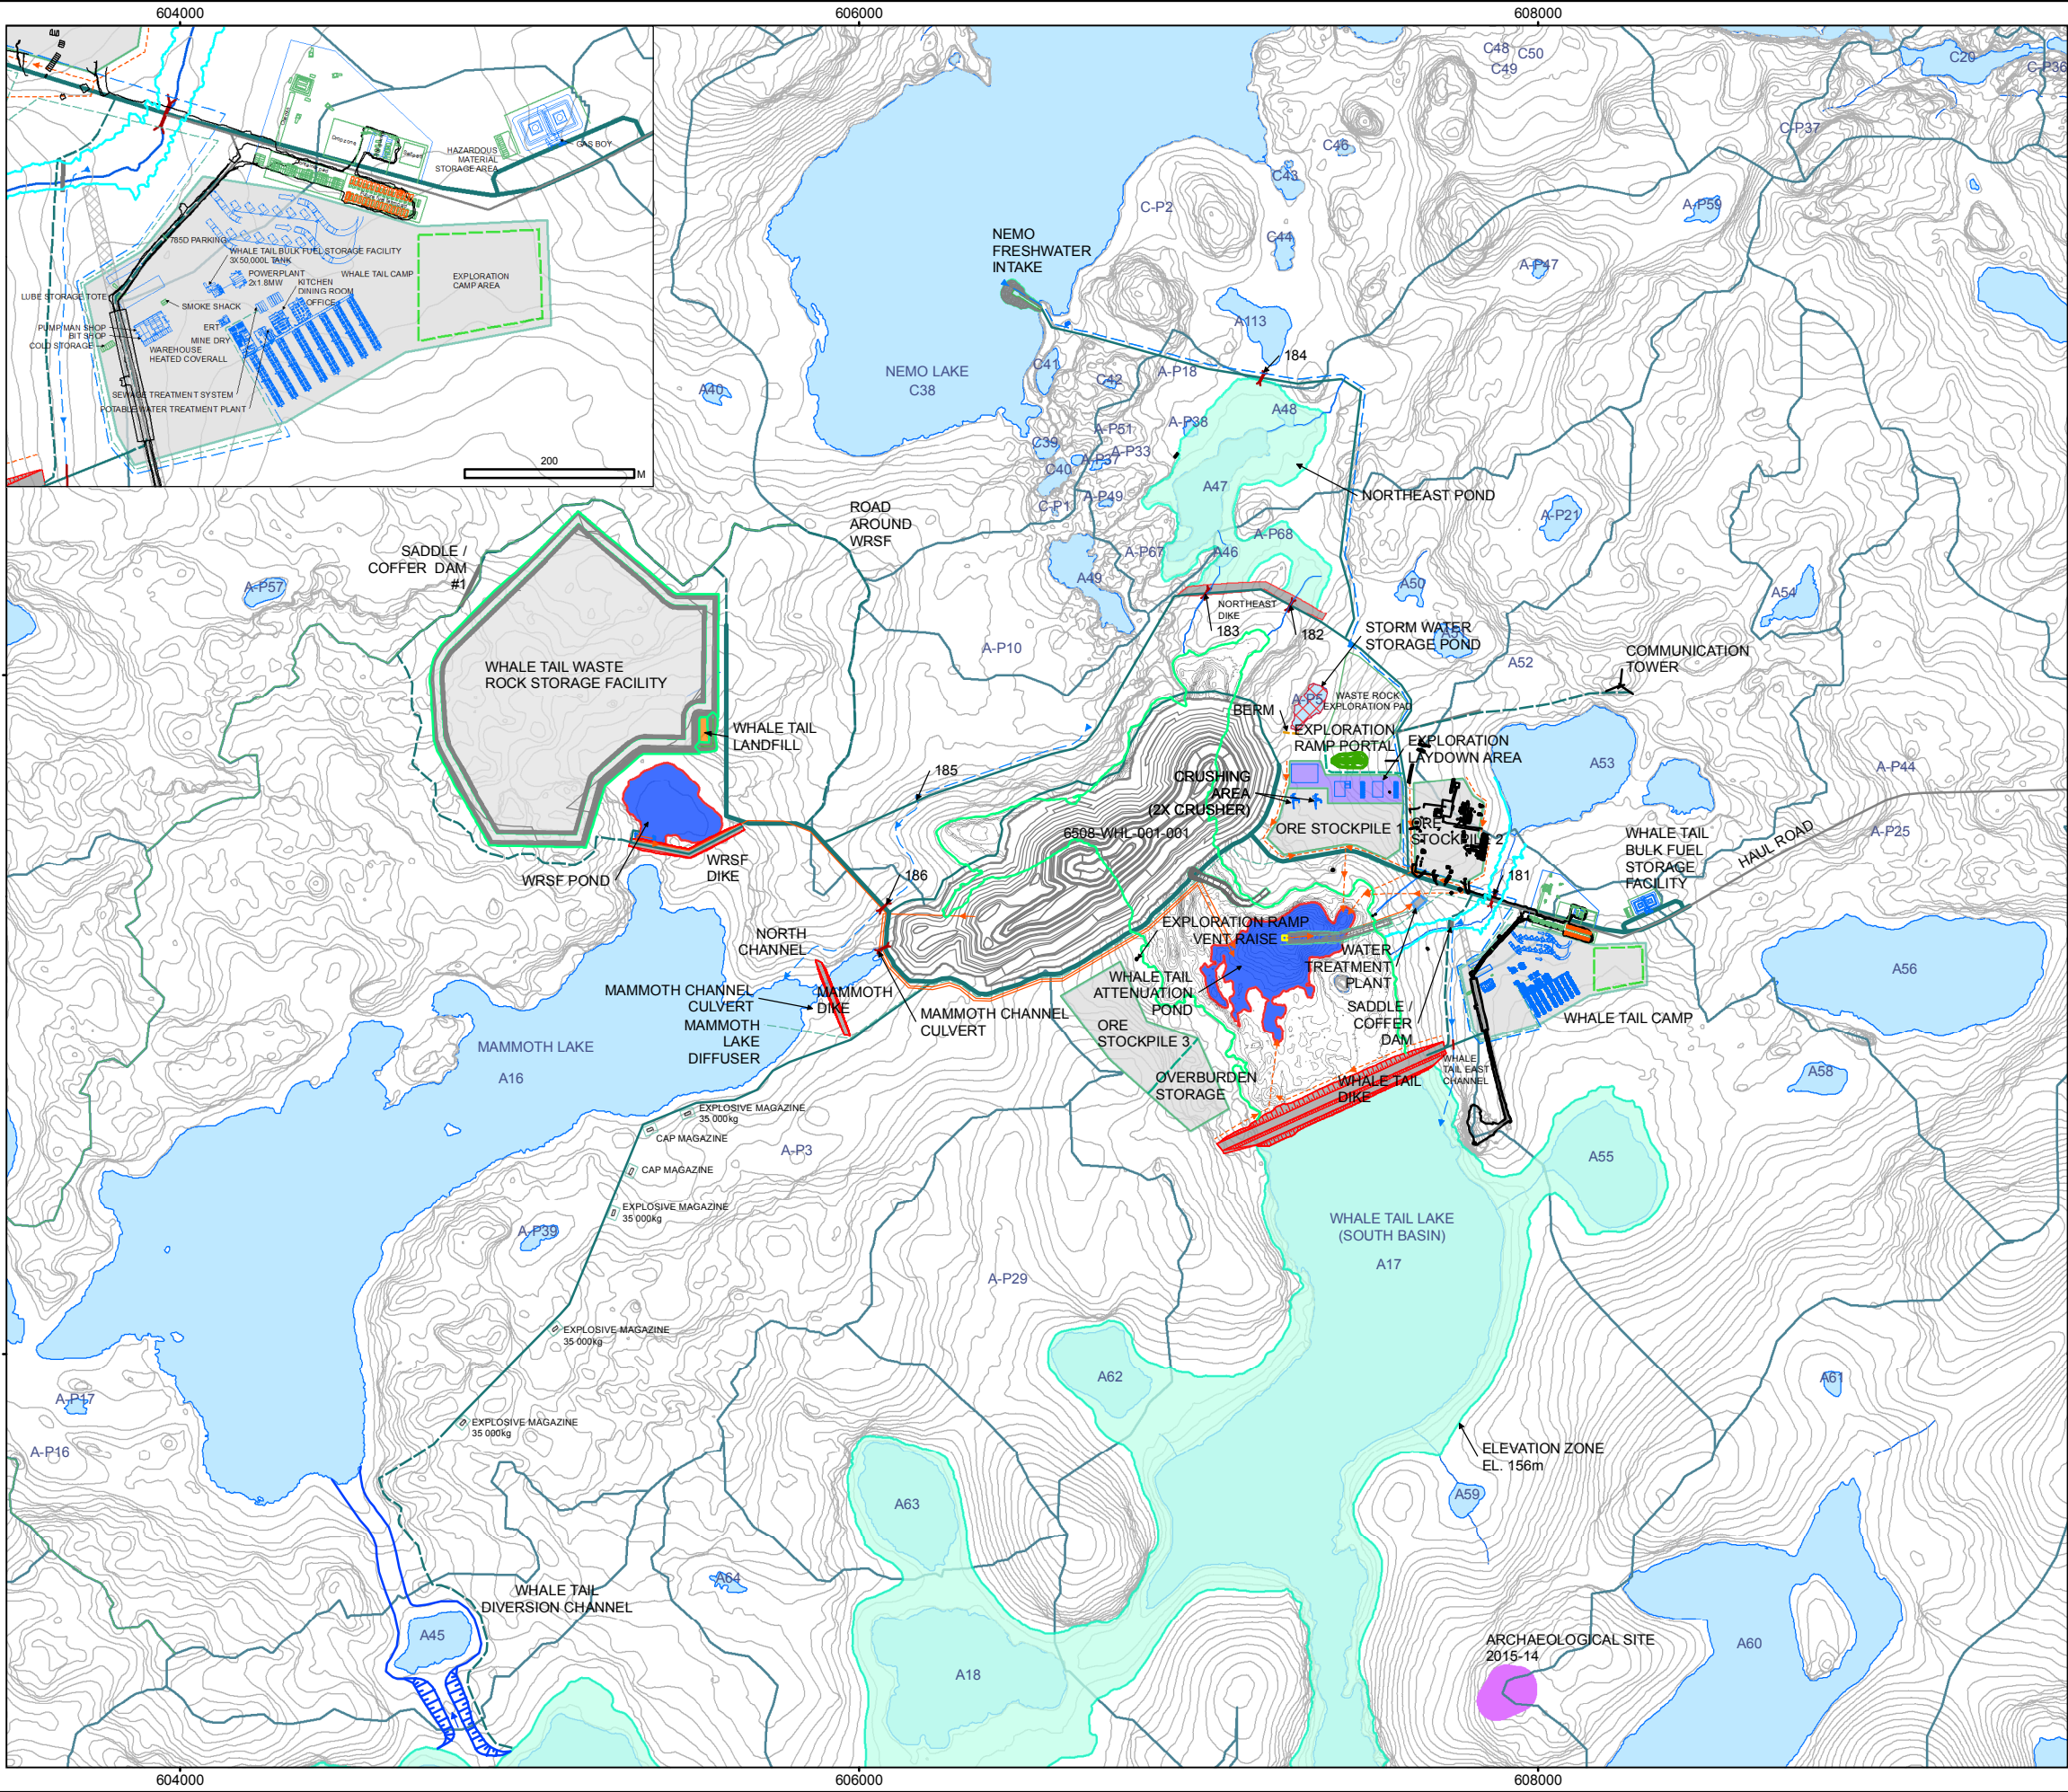 604000
606000
608000
HAZARDOUS
MATERIAL
STORAGE AREA
GAS BOY
785D PARKING
WHALE TAIL BULK FUEL STORAGE FACILITY
3X50,000L TANK
POWERPLANT
2x1.8MW
WHALE TAIL CAMP
KITCHEN
DINING ROOM
OFFICE
EXPLORATION
CAMP AREA
LUBE STORAGE TOTE
SMOKE SHACK
PUMP MAN SHOP
BIT SHOP
COLD STORAGE
ERT
MINE DRY
WAREHOUSE
HEATED COVERALL
SEWAGE TREATMENT SYSTEM
POTABLE WATER TREATMENT PLANT
200
M
C48
C50
C49
C20
C-P36
C-P37
C46
C43
C-P2
C44
A-P59
A-P47
NEMO
FRESHWATER
INTAKE
A113
184
NEMO LAKE
C38
C41
C42
A-P18
A40
A48
A-P38
A-P51
C39
A-P33
A-P37
C40
A47
A-P49
C-P1
NORTHEAST POND
ROAD
AROUND
WRSF
A-P21
A-P68
A-P67
A46
A49
A50
A54
SADDLE /
COFFER DAM
#1
A-P57
NORTHEAST
DIKE
183
182
STORM WATER
STORAGE POND
A-P10
A52
COMMUNICATION
TOWER
WHALE TAIL WASTE
ROCK STORAGE FACILITY
A-P5
WASTE ROCK
EXPLORATION PAD
BERM
WHALE TAIL
LANDFILL
EXPLORATION
RAMP PORTAL
EXPLORATION
LAYDOWN AREA
A53
A-P44
185
CRUSHING
AREA
(2X CRUSHER)
6508-WHL-001-001
ORE STOCKPILE 1
ORE
STOCKPILE 2
WHALE TAIL
BULK FUEL
STORAGE
FACILITY
HAUL ROAD
A-P25
WRSF
DIKE
WRSF POND
186
181
NORTH
CHANNEL
EXPLORATION RAMP
VENT RAISE
WATER
TREATMENT
PLANT
A56
WHALE TAIL
ATTENUATION
POND
MAMMOTH CHANNEL
CULVERT
MAMMOTH
DIKE
MAMMOTH CHANNEL
CULVERT
SADDLE /
COFFER
DAM
WHALE TAIL CAMP
MAMMOTH
LAKE
DIFFUSER
ORE
STOCKPILE 3
MAMMOTH LAKE
A16
WHALE
TAIL EAST
CHANNEL
OVERBURDEN
STORAGE
WHALE TAIL
DIKE
A58
EXPLOSIVE MAGAZINE
35 000kg
CAP MAGAZINE
A-P3
A55
CAP MAGAZINE
EXPLOSIVE MAGAZINE
35 000kg
A-P39
WHALE TAIL LAKE
(SOUTH BASIN)
A17
A-P29
EXPLOSIVE MAGAZINE
35 000kg
A62
A61
A-P17
EXPLOSIVE MAGAZINE
35 000kg
A-P16
ELEVATION ZONE
EL. 156m
A59
A63
A64
WHALE TAIL
DIVERSION CHANNEL
A45
A18
ARCHAEOLOGICAL SITE
2015-14
A60
604000
606000
608000